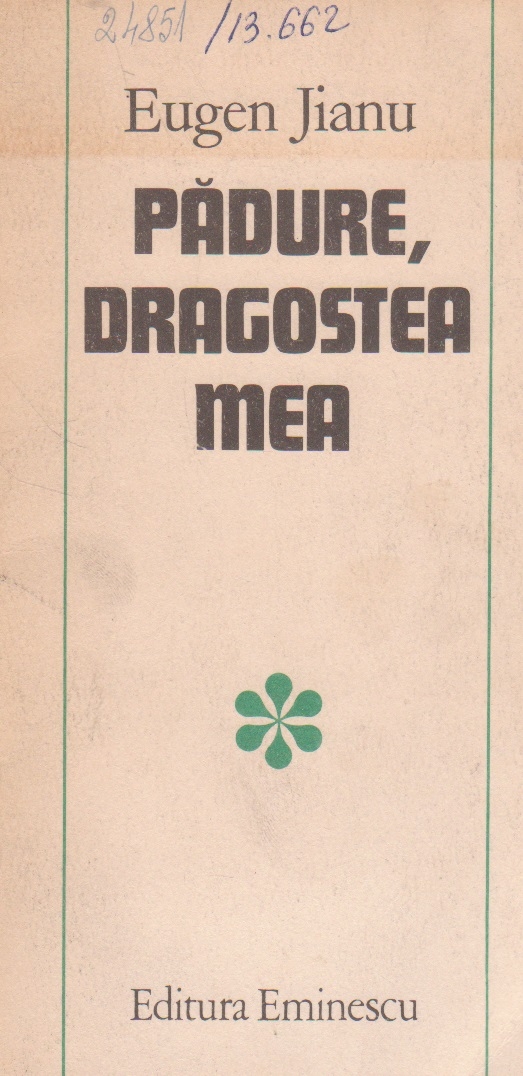 24851 /13.662
Eugen Jianu
PĂDURE,
DRAGOSTEA
MEA
Editura Eminescu